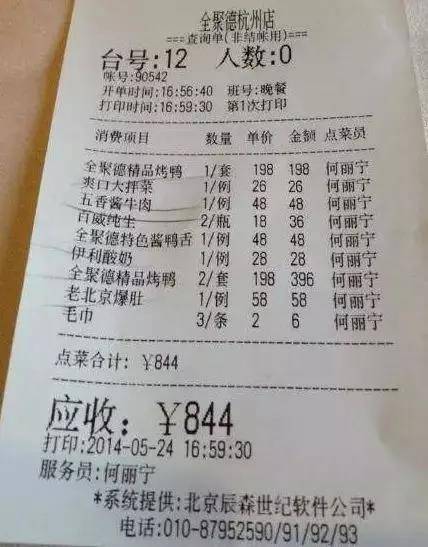 全聚德杭州店
===查询单(非结帐用)===
台号:12 人数:0
帐号:90542
开单时间:16:56:40 班号:晚餐
打印时间:16:59:30 第1次打印
消费项目 数量 单价 金额 点菜员
全聚德精品烤鸭 1/套 198 198 何丽宁
爽口大拌菜 1/例 26 26 何丽宁
五香酱牛肉 1/例 48 48 何丽宁
百威纯生 2/瓶 18 36 何丽宁
全聚德特色酱鸭舌 1/例 48 48 何丽宁
伊利酸奶 1/例 28 28 何丽宁
全聚德精品烤鸭 2/套 198 396 何丽宁
老北京爆肚 1/例 58 58 何丽宁
毛巾 3/条 2 6 何丽宁
点菜合计: ¥844
应收: ¥844
打印:2014-05-24 16:59:30
服务员:何丽宁
*系统提供:北京辰森世纪软件公司*
电话:010-87952590/91/92/93